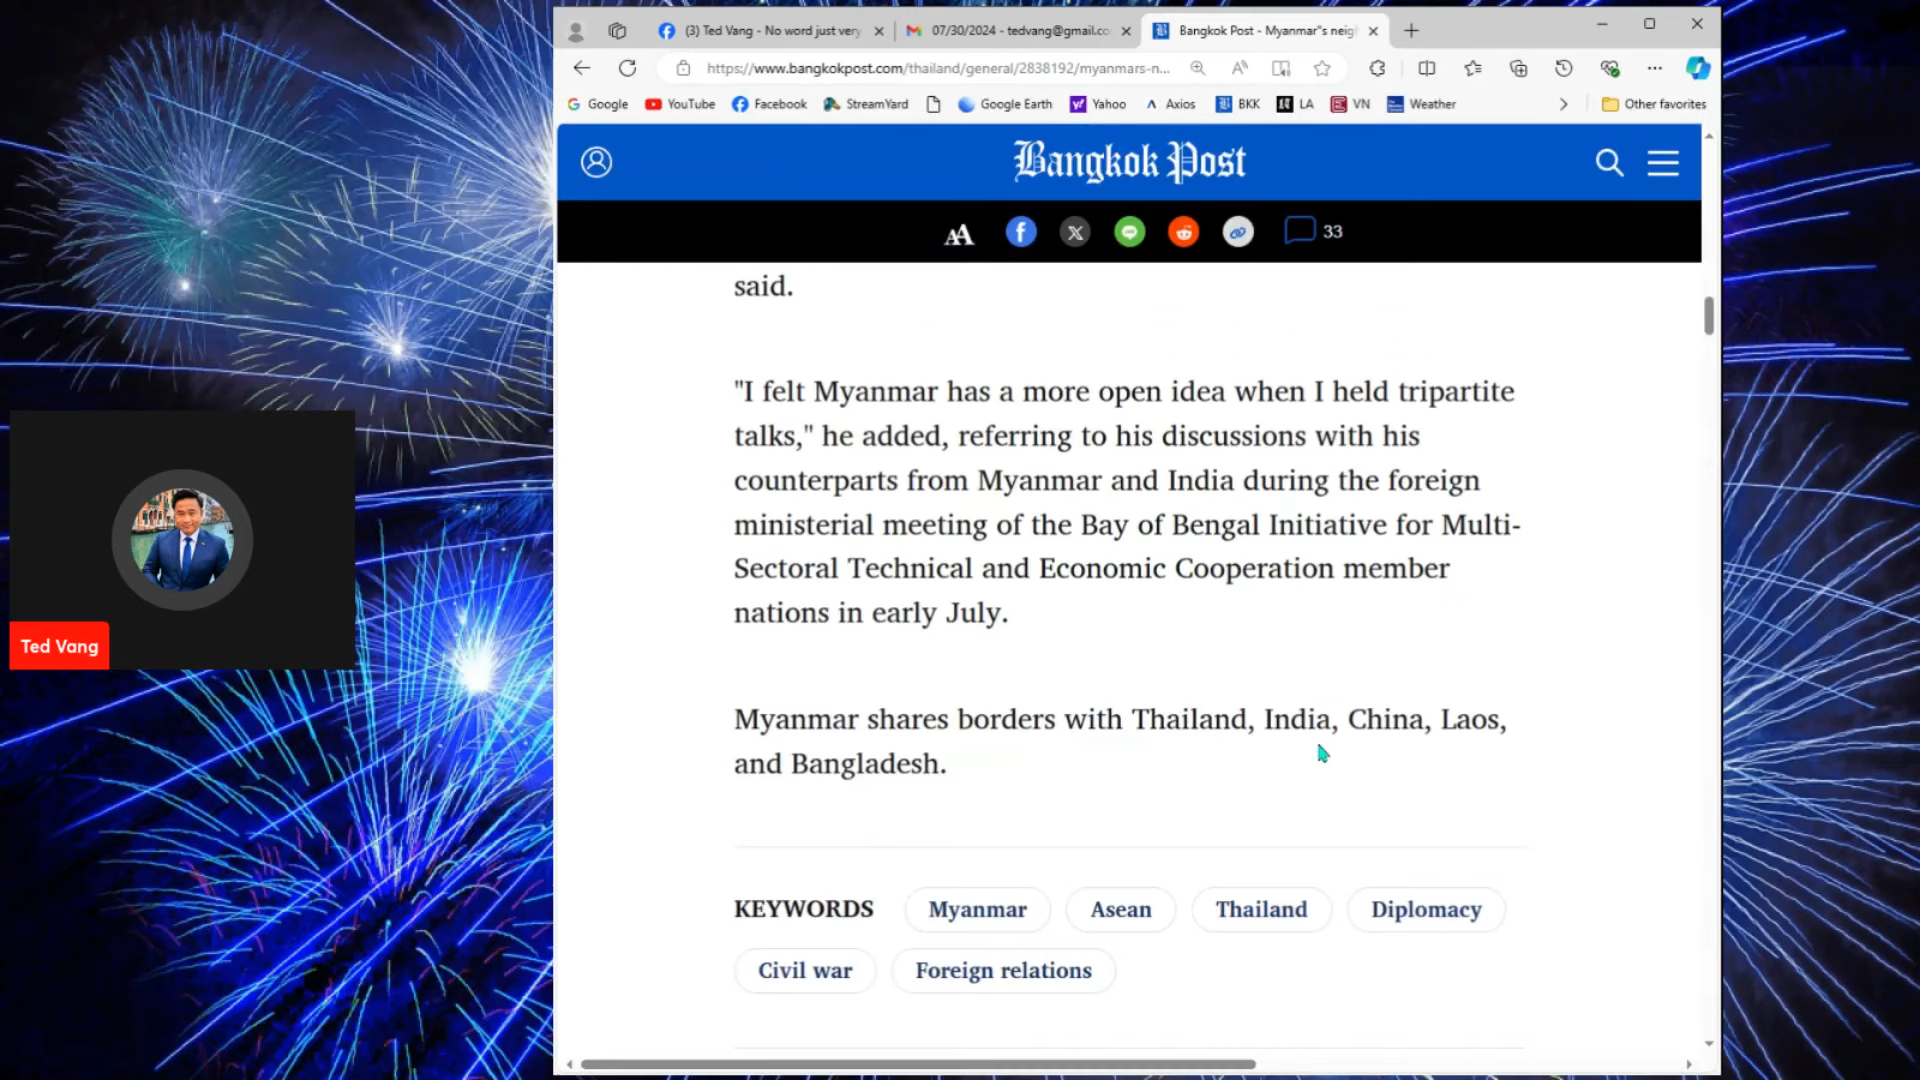 (3) Ted Vang - No word just very
07/30/2024 - tedvang@gmail.co
Bangkok Post - Myanmar"s neig
https://www.bangkokpost.com/thailand/general/2838192/myanmars-n...
Google
YouTube
Facebook
StreamYard
Google Earth
Yahoo
Axios
BKK
LA
VN
Weather
Other favorites
Bangkok Post
AA
33
said.
"I felt Myanmar has a more open idea when I held tripartite
talks," he added, referring to his discussions with his
counterparts from Myanmar and India during the foreign
ministerial meeting of the Bay of Bengal Initiative for Multi-
Sectoral Technical and Economic Cooperation member
nations in early July.
Myanmar shares borders with Thailand, India, China, Laos,
and Bangladesh.
KEYWORDS
Myanmar
Asean
Thailand
Diplomacy
Civil war
Foreign relations
Ted Vang